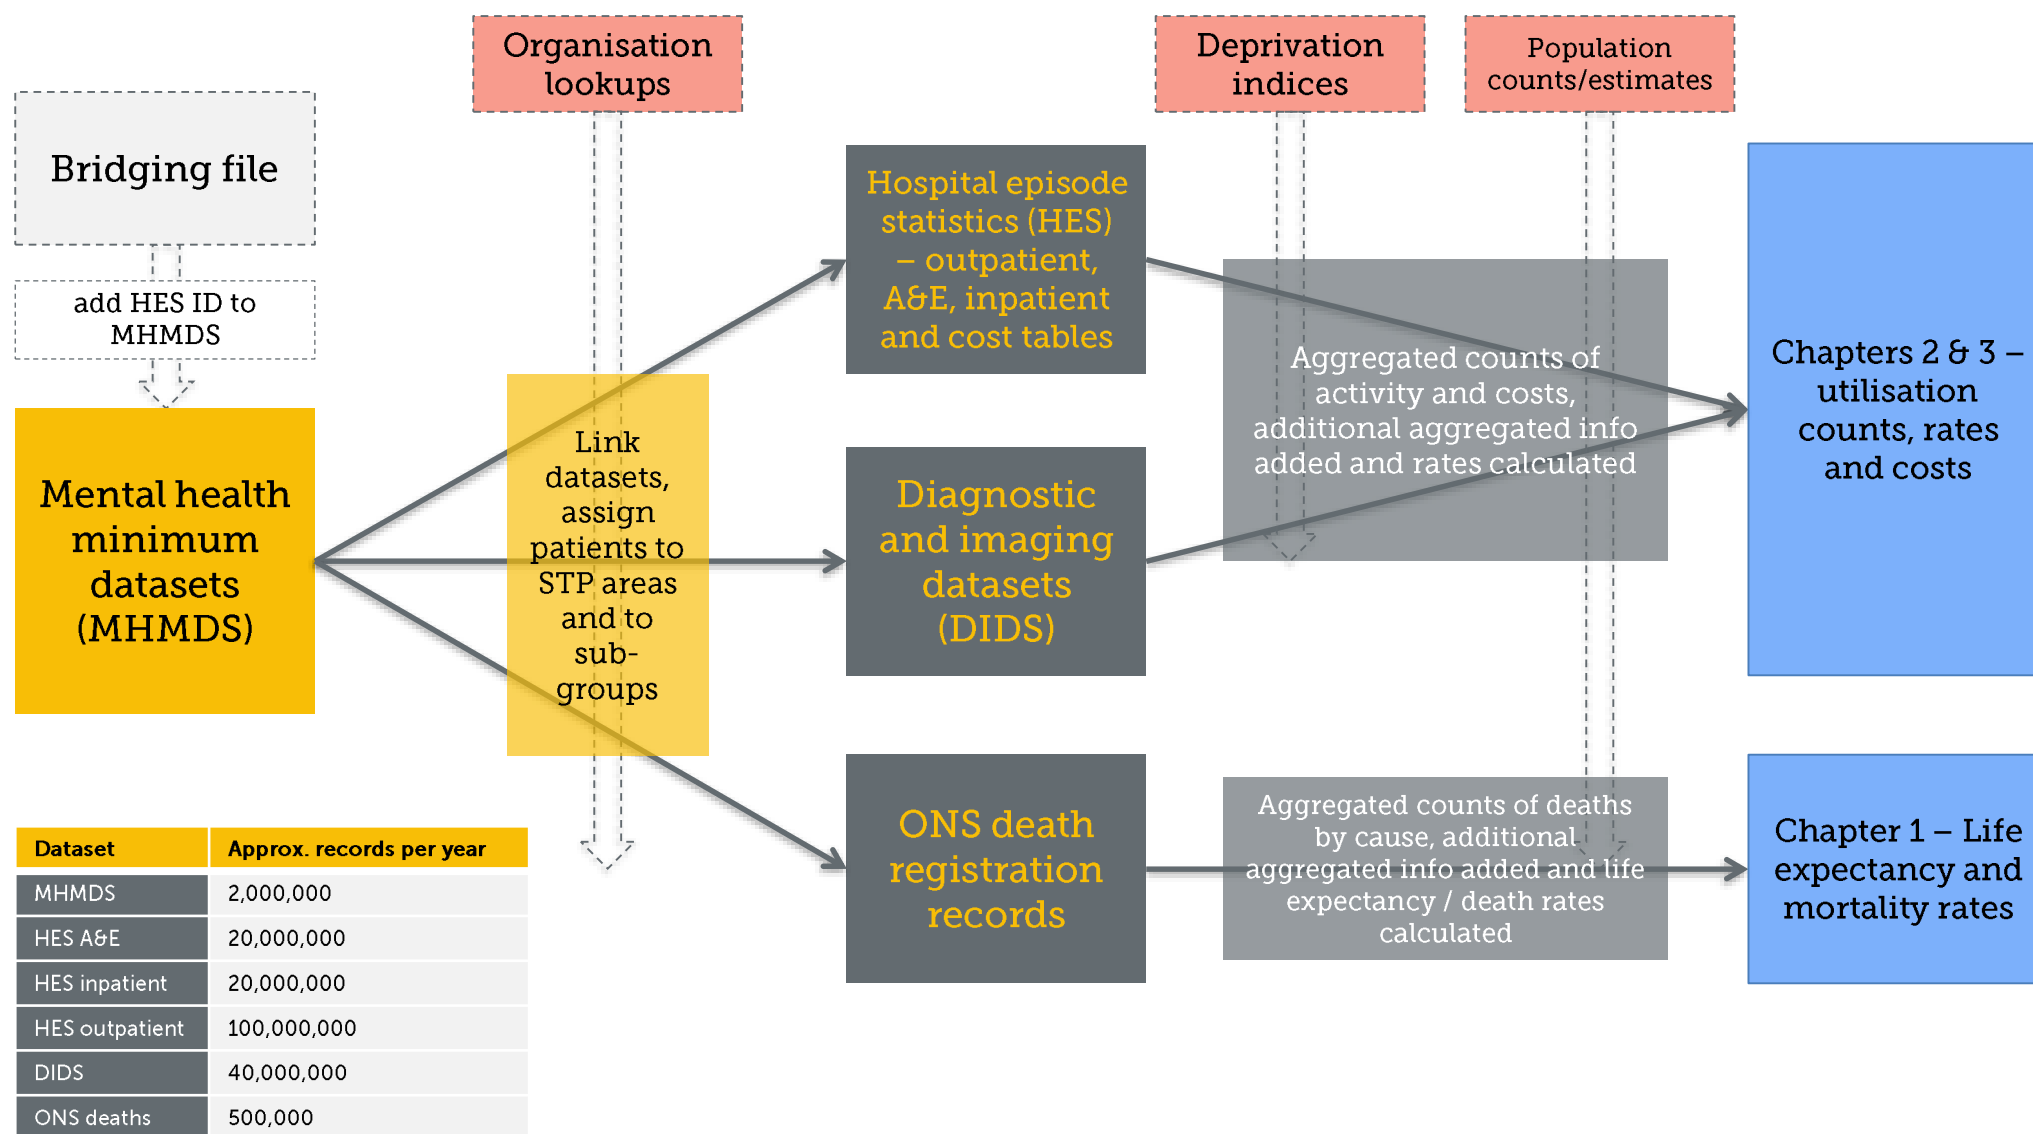 Organisation
lookups
Deprivation
indices
Population
counts/estimates
Bridging file
add HES ID to
MHMDS
Mental health
minimum
datasets
(MHMDS)
Link
datasets,
assign
patients to
STP areas
and to
sub-
groups
Hospital episode
statistics (HES)
– outpatient,
A&E, inpatient
and cost tables
Diagnostic
and imaging
datasets
(DIDS)
ONS death
registration
records
Aggregated counts of
activity and costs,
additional aggregated info
added and rates calculated
Aggregated counts of deaths
by cause, additional
aggregated info added and life
expectancy / death rates
calculated
Chapters 2 & 3 –
utilisation
counts, rates
and costs
Chapter 1 – Life
expectancy and
mortality rates
Dataset Approx. records per year
MHMDS 2,000,000
HES A&E 20,000,000
HES inpatient 20,000,000
HES outpatient 100,000,000
DIDS 40,000,000
ONS deaths 500,000